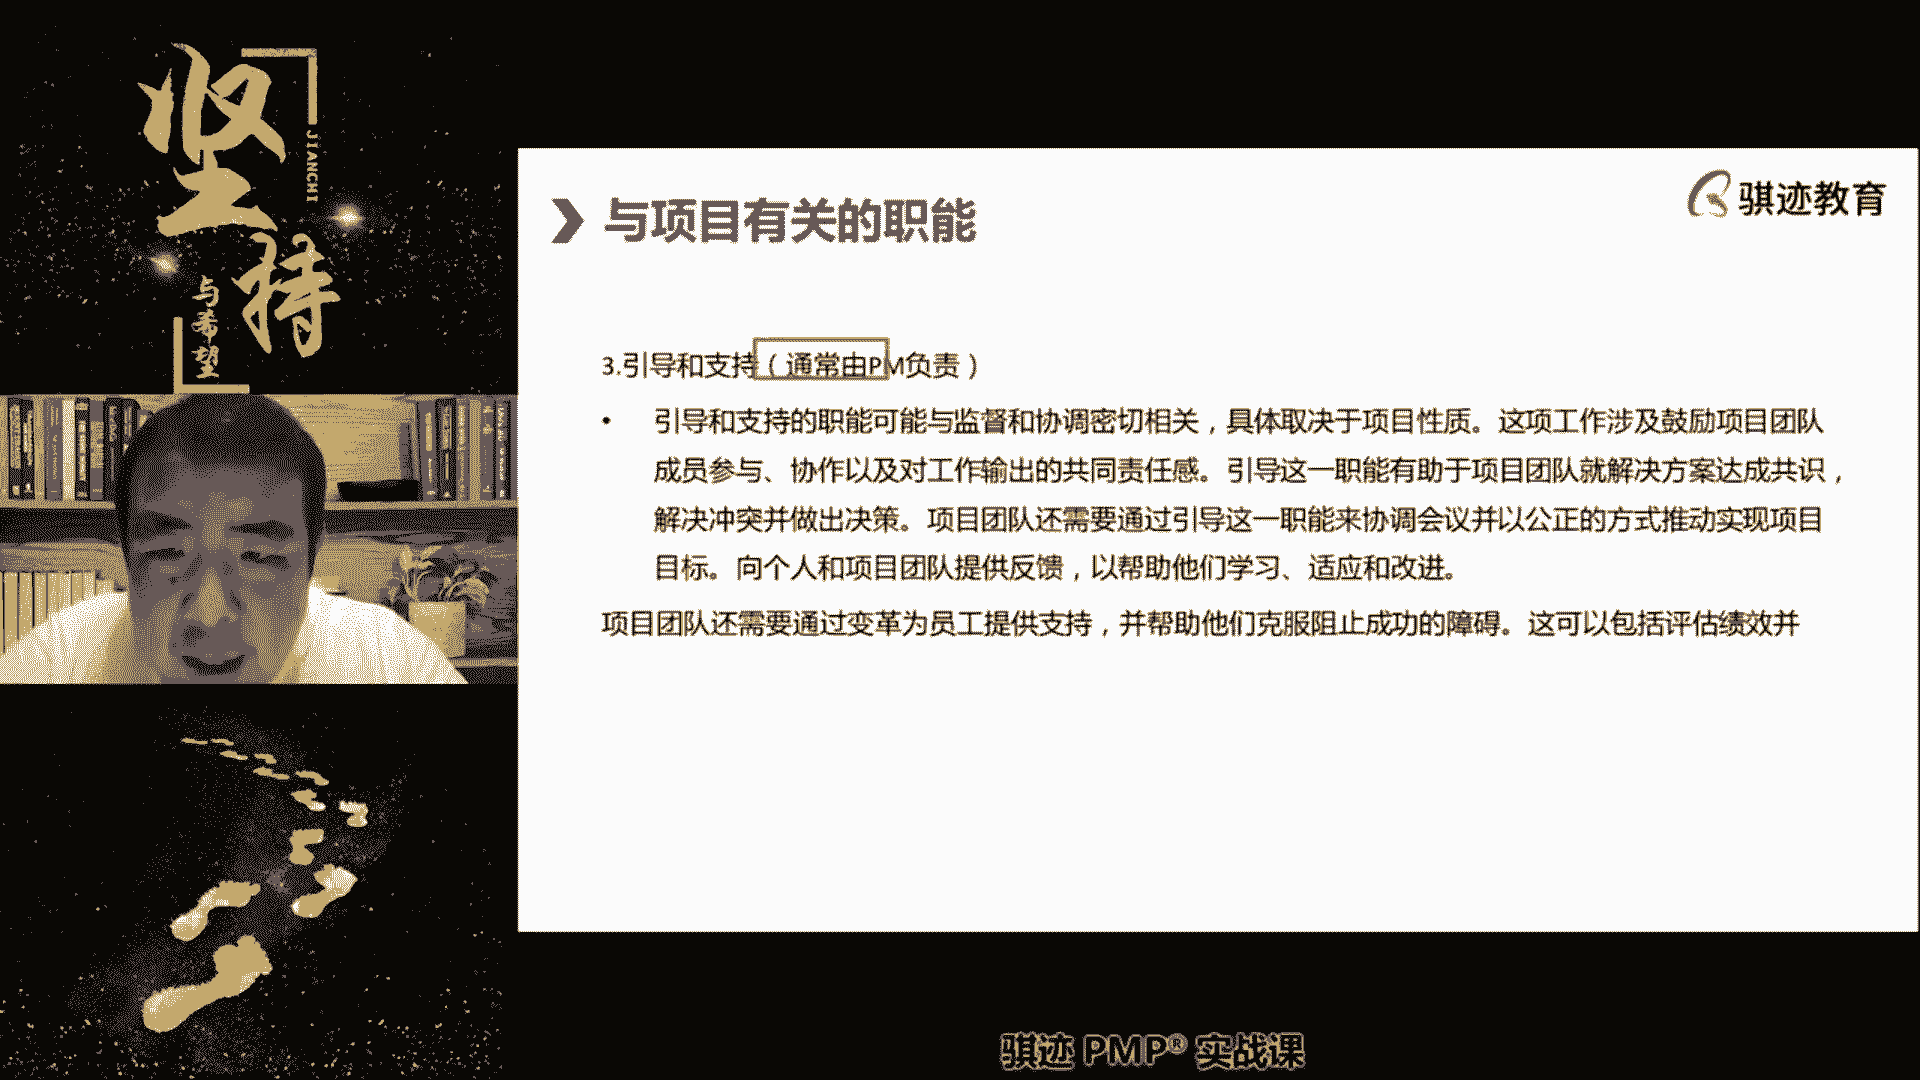 坚持
JIANCHI
与希望
骐迹教育
与项目有关的职能
3.引导和支持（通常由PM负责）
• 引导和支持的职能可能与监督和协调密切相关，具体取决于项目性质。这项工作涉及鼓励项目团队
成员参与、协作以及对工作输出的共同责任感。引导这一职能有助于项目团队就解决方案达成共识，
解决冲突并做出决策。项目团队还需要通过引导这一职能来协调会议并以公正的方式推动实现项目
目标。向个人和项目团队提供反馈，以帮助他们学习、适应和改进。
项目团队还需要通过变革为员工提供支持，并帮助他们克服阻止成功的障碍。这可以包括评估绩效并
骐迹 PMP® 实战课